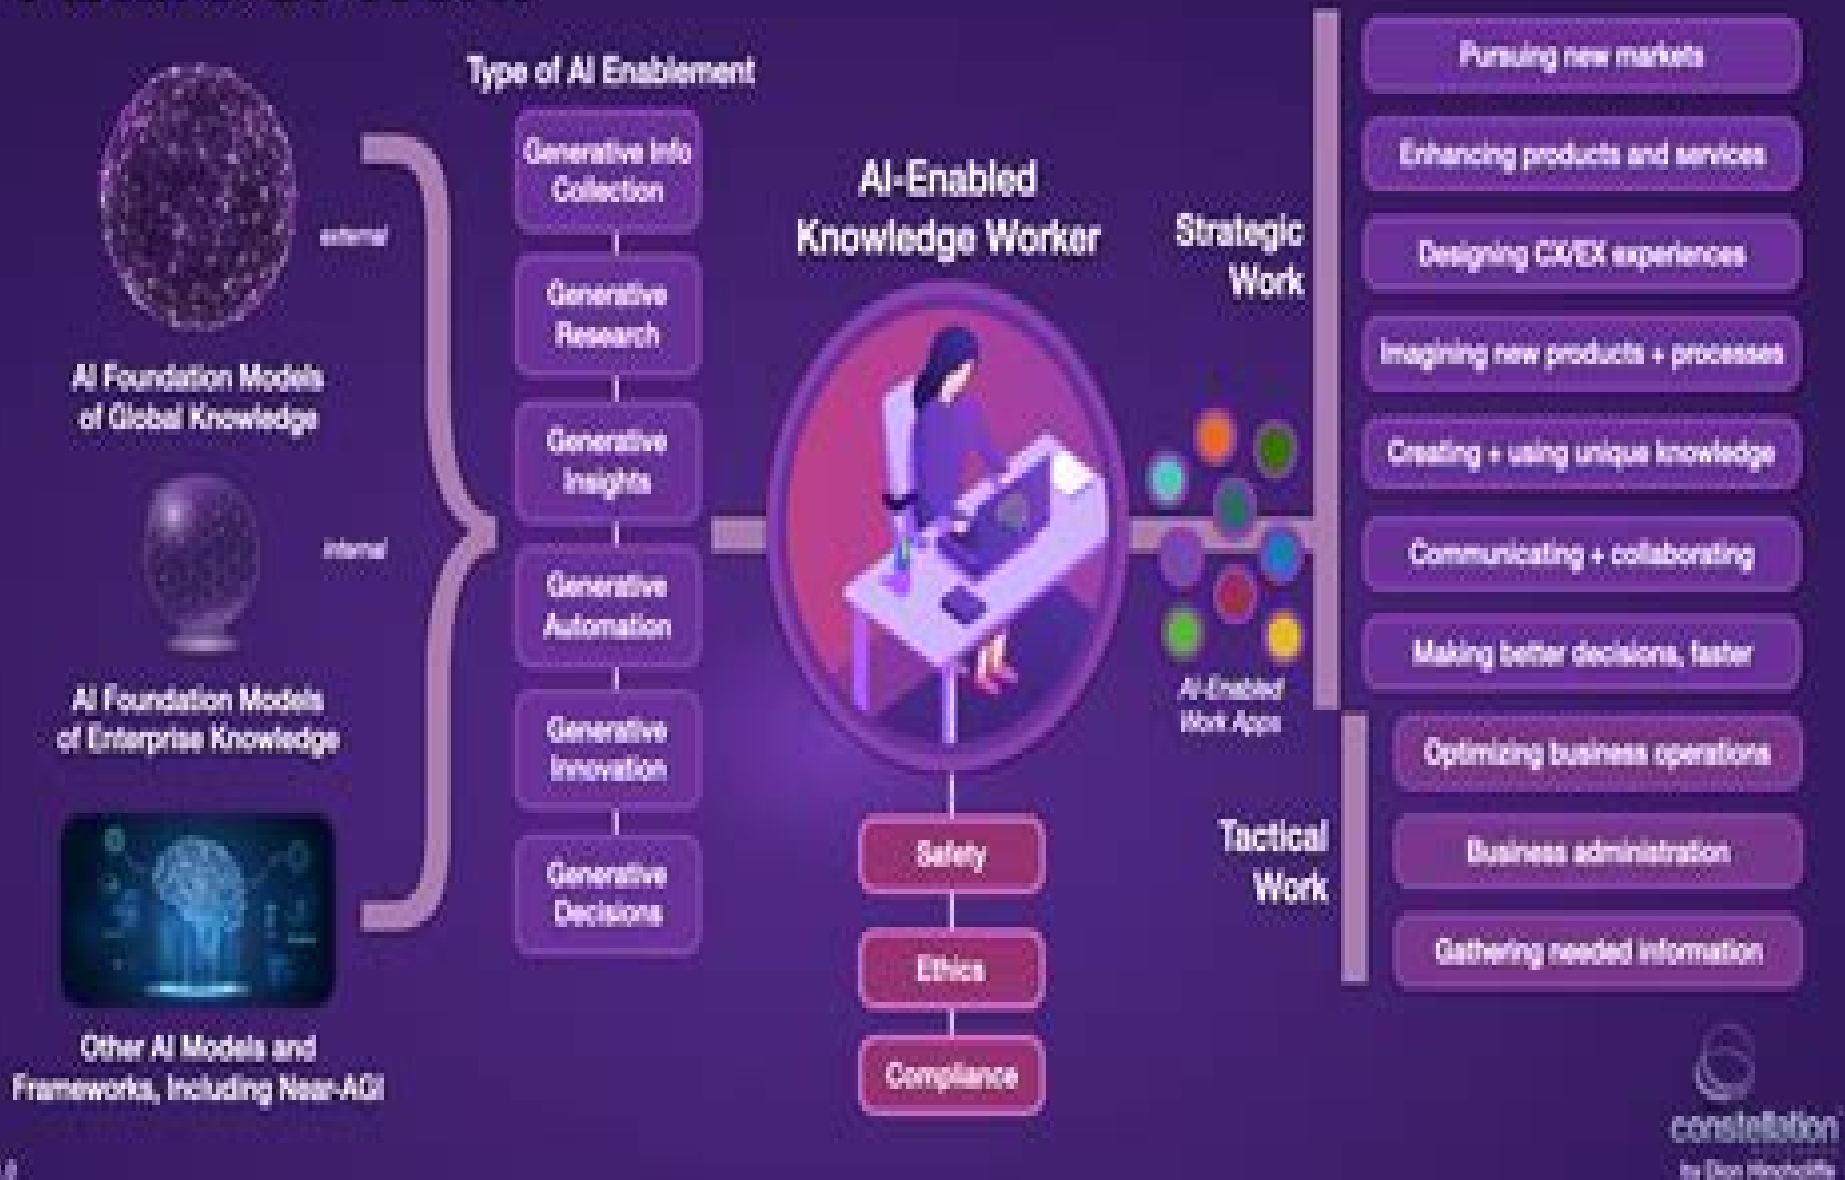 Type of AI Enablement
Generative Info
Collection
Generative
Research
Generative
Insights
Generative
Automation
Generative
Innovation
Generative
Decisions
external
AI Foundation Models
of Global Knowledge
internal
AI Foundation Models
of Enterprise Knowledge
Other AI Models and
Frameworks, Including Near-AGI
AI-Enabled
Knowledge Worker
Safety
Ethics
Compliance
AI-Enabled
Work Apps
Strategic
Work
Pursuing new markets
Enhancing products and services
Designing CX/EX experiences
Imagining new products + processes
Creating + using unique knowledge
Communicating + collaborating
Making better decisions, faster
Tactical
Work
Optimizing business operations
Business administration
Gathering needed information
constellation
by Dion Hinchcliffe